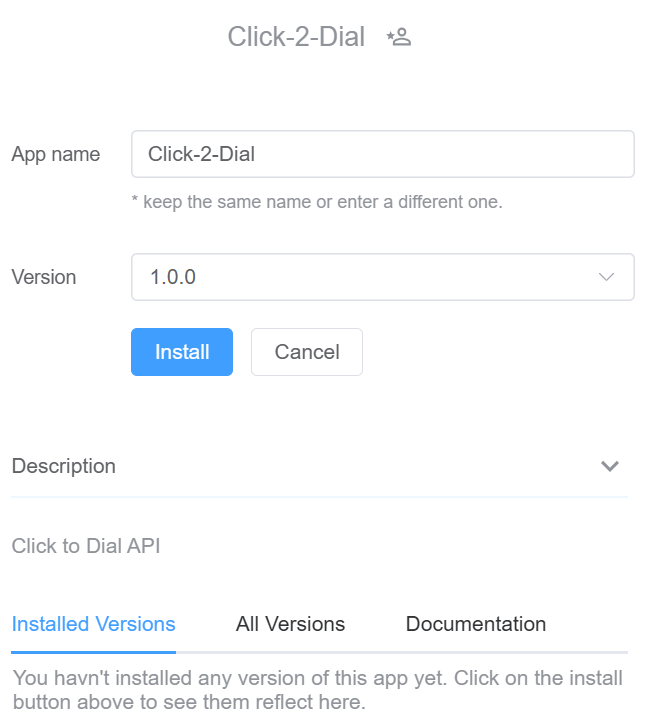 Click-2-Dial
App name
Click-2-Dial
* keep the same name or enter a different one.
Version
1.0.0
Install
Cancel
Description
Click to Dial API
Installed Versions
All Versions
Documentation
You havn't installed any version of this app yet. Click on the install
button above to see them reflect here.